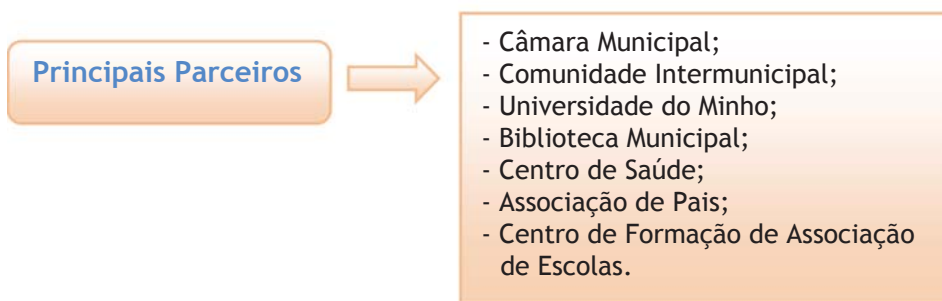 Principais Parceiros
- Câmara Municipal;
- Comunidade Intermunicipal;
- Universidade do Minho;
- Biblioteca Municipal;
- Centro de Saúde;
- Associação de Pais;
- Centro de Formação de Associação
de Escolas.